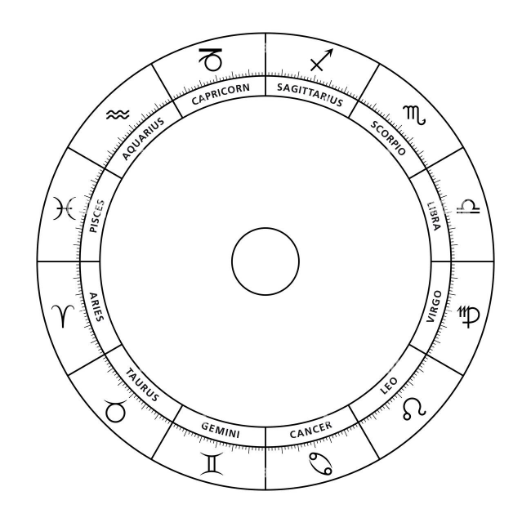 CAPRICORN
SAGITTARIUS
AQUARIUS
SCORPIO
PISCES
LIBRA
ARIES
VIRGO
TAURUS
LEO
GEMINI
CANCER